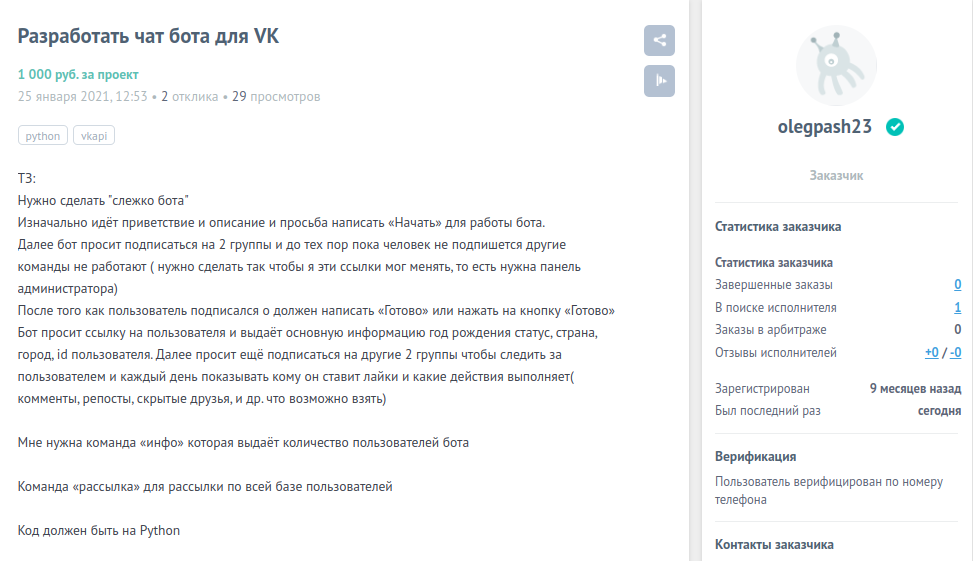 Разработать чат бота для VK
1 000 руб. за проект
25 января 2021, 12:53 • 2 отклика • 29 просмотров
python vkapi
ТЗ:
Нужно сделать "слежко бота"
Изначально идёт приветствие и описание и просьба написать «Начать» для работы бота.
Далее бот просит подписаться на 2 группы и до тех пор пока человек не подпишется другие
команды не работают ( нужно сделать так чтобы я эти ссылки мог менять, то есть нужна панель
администратора)
После того как пользователь подписался о должен написать «Готово» или нажать на кнопку «Готово»
Бот просит ссылку на пользователя и выдаёт основную информацию год рождения статус, страна,
город, id пользователя. Далее просит ещё подписаться на другие 2 группы чтобы следить за
пользователем и каждый день показывать кому он ставит лайки и какие действия выполняет(
комменты, репосты, скрытые друзья, и др. что возможно взять)
Мне нужна команда «инфо» которая выдаёт количество пользователей бота
Команда «рассылка» для рассылки по всей базе пользователей
Код должен быть на Python
olegpash23
Заказчик
Статистика заказчика
Статистика заказчика
Завершенные заказы 0
В поиске исполнителя 1
Заказы в арбитраже 0
Отзывы исполнителей +0 / -0
Зарегистрирован 9 месяцев назад
Был последний раз сегодня
Верификация
Пользователь верифицирован по номеру
телефона
Контакты заказчика